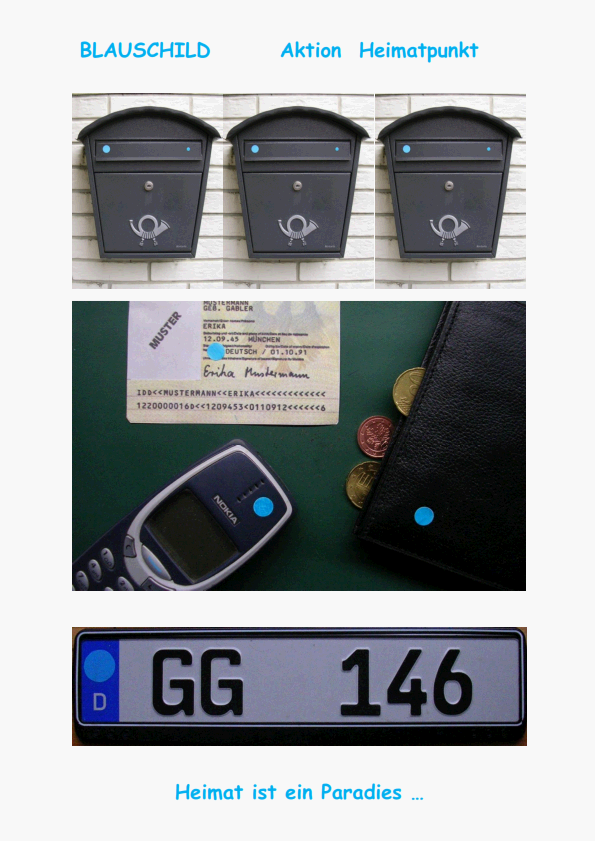 BLAUSCHILD Aktion Heimatpunkt
MUSTERMANN
GEB. GABLER
ERIKA
12.09.45 MÜNCHEN
DEUTSCH / 01.10.91
MUSTER
Erika Mustermann
IDD<<MUSTERMANN<<ERIKA<<<<<<<<<<<<<<
1220000016D<<1209453<0110912<<<<<<6
NOKIA
D GG 146
Heimat ist ein Paradies …